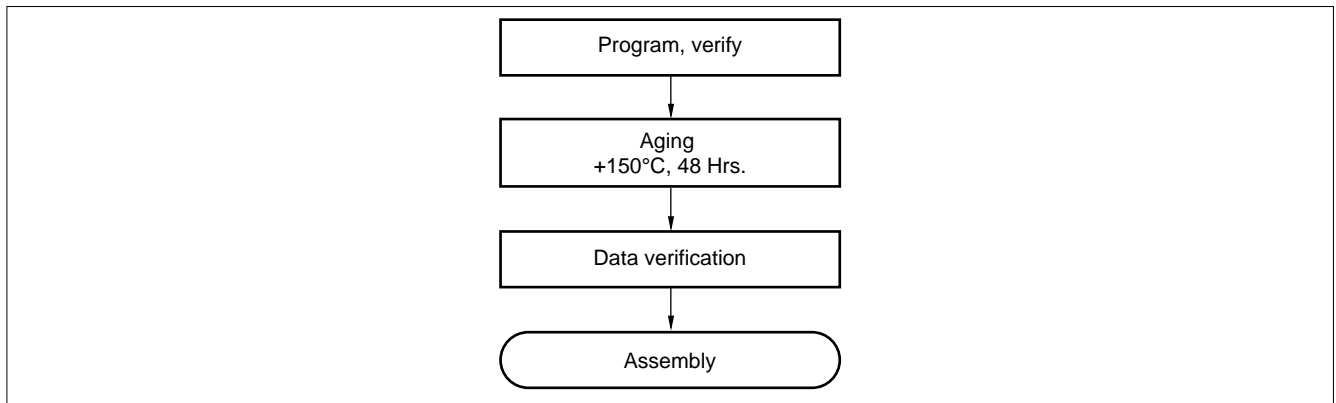 Program, verify
Aging
+150°C, 48 Hrs.
Data verification
Assembly